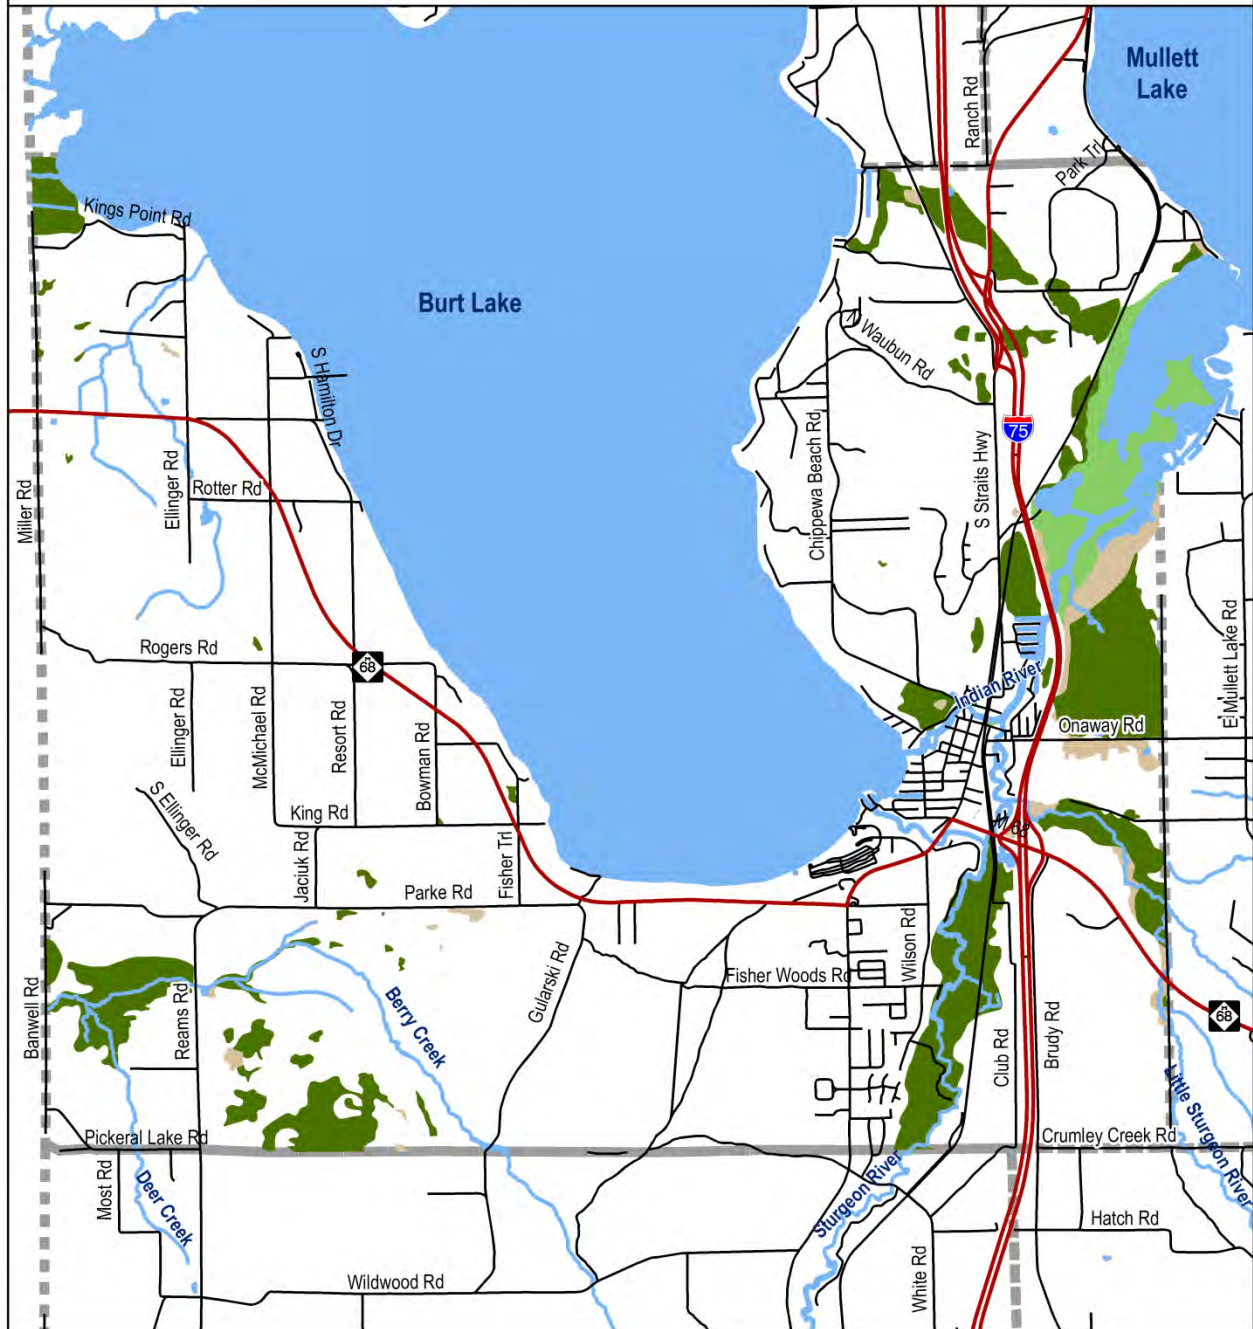 Mullett
Lake
Ranch Rd
Park Trl
Kings Point Rd
Burt Lake
N Waubun Rd
S Hamilton Dr
75
Chippewa Beach Rd
S Straits Hwy
Miller Rd
Ellinger Rd
Rotter Rd
Rogers Rd
M
68
E Mullett Lake Rd
Indian River
Onaway Rd
Ellinger Rd
McMichael Rd
Resort Rd
Bowman Rd
S Ellinger Rd
King Rd
Jaciuk Rd
Fisher Trl
M 68
Parke Rd
Wilson Rd
Gularski Rd
Fisher Woods Rd
Banwell Rd
Reams Rd
Berry Creek
Club Rd
Brudy Rd
M
68
Little Sturgeon River
Pickeral Lake Rd
Crumley Creek Rd
Most Rd
Deer Creek
Sturgeon River
Hatch Rd
White Rd
Wildwood Rd